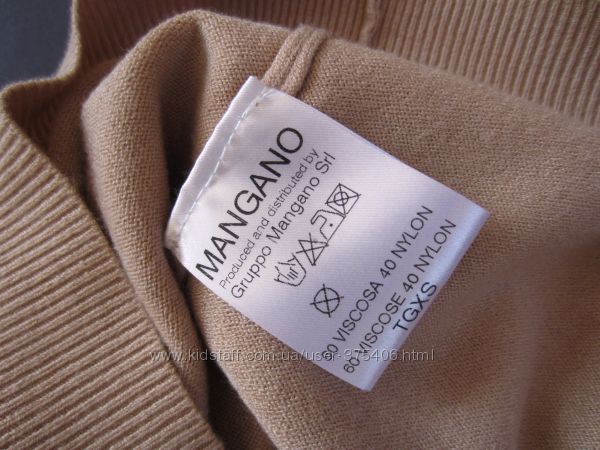 MANGANO
Produced and distributed by
Gruppo Mangano Srl
60 VISCOSA 40 NYLON
60 VISCOSE 40 NYLON
TGXS
www.kidstaff.com.ua/user-375406.html